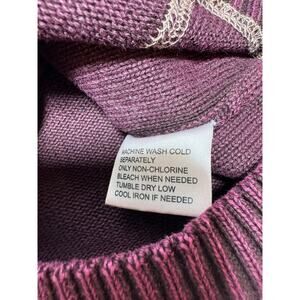 MACHINE WASH COLD
SEPARATELY
ONLY NON-CHLORINE
BLEACH WHEN NEEDED
TUMBLE DRY LOW
COOL IRON IF NEEDED